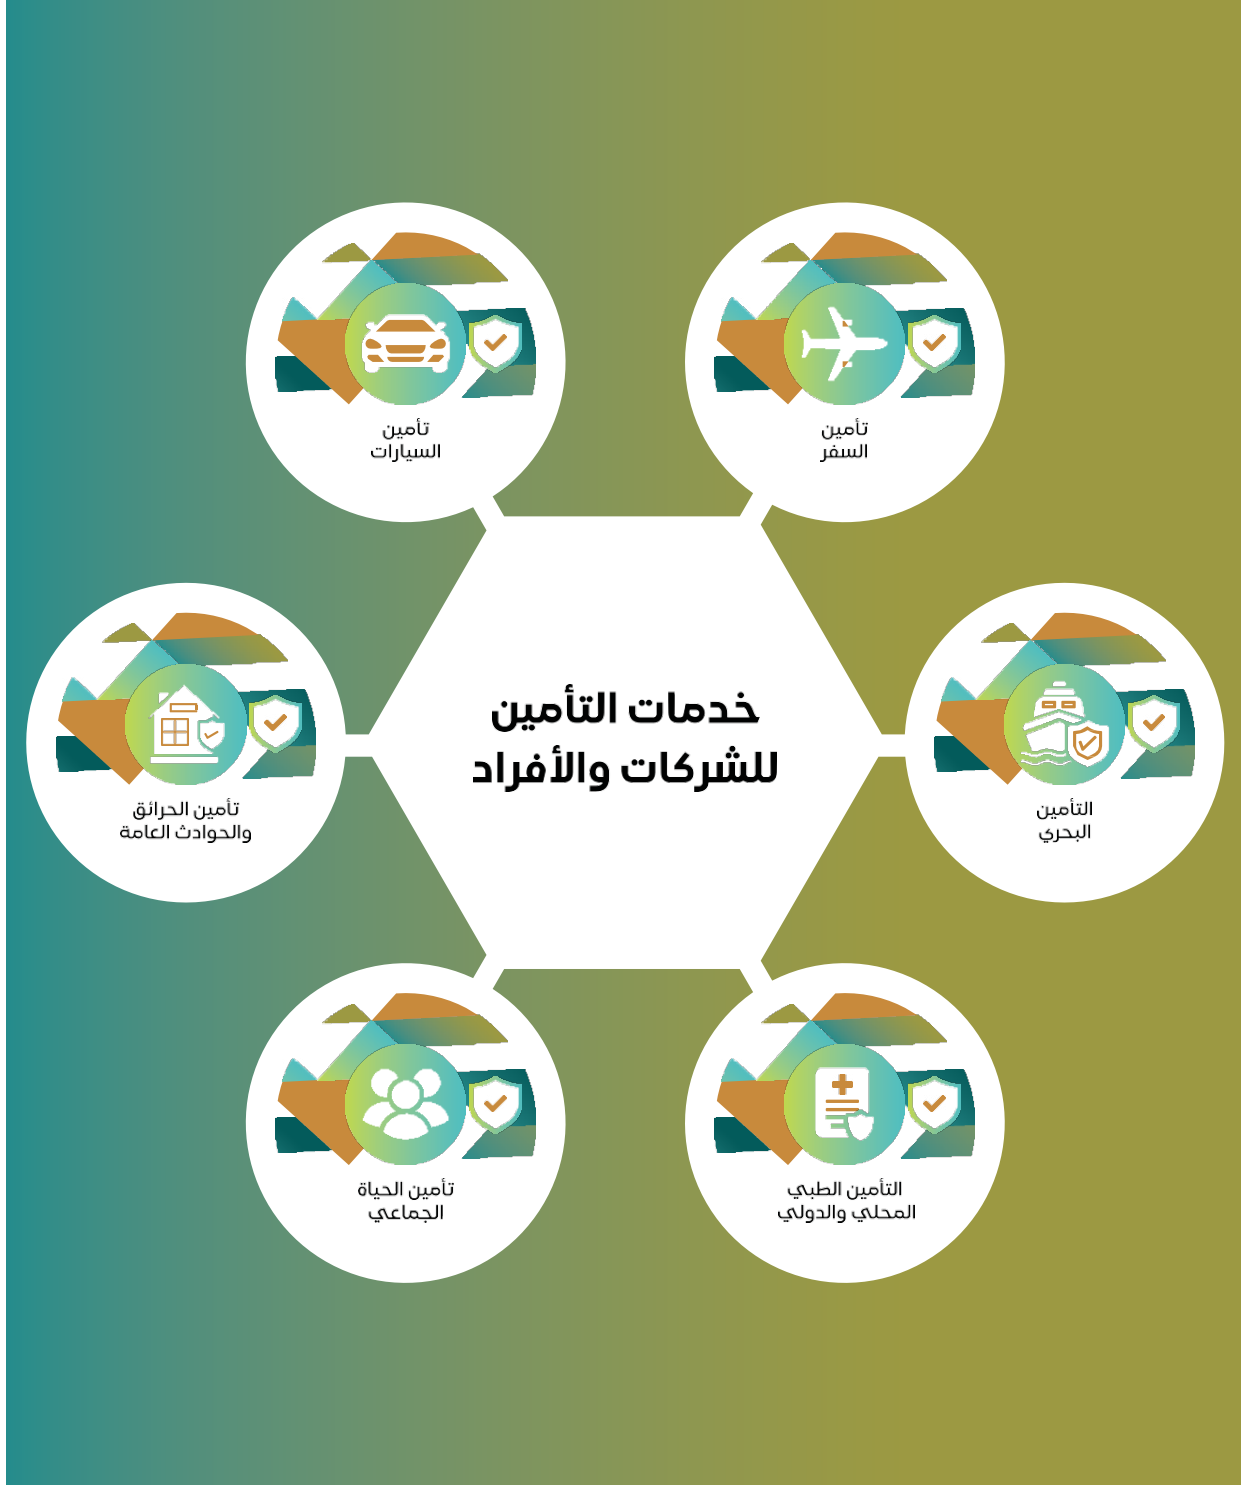 تأمين
السفر
تأمين
السيارات
خدمات التأمين
للشركات والأفراد
التأمين
البحري
تأمين الحرائق
والحوادث العامة
التأمين الطبي
المحلي والدولي
تأمين الحياة
الجماعي